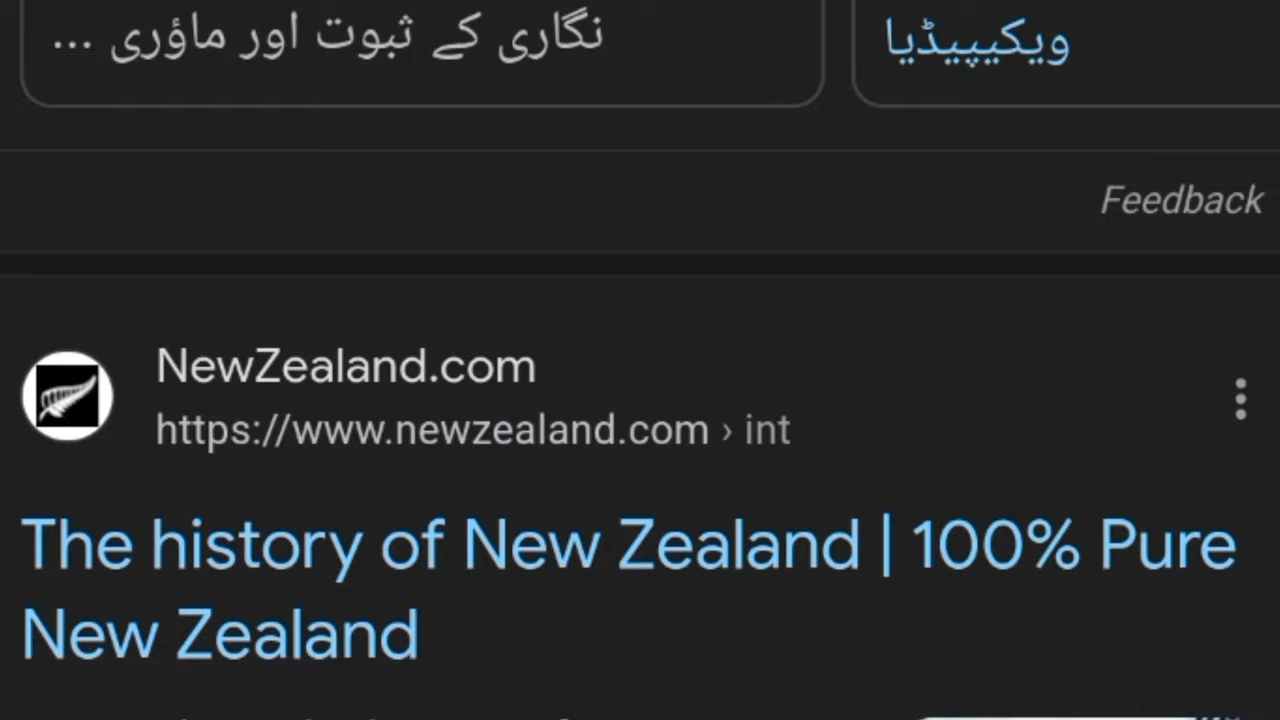 نگاری کے ثبوت اور ماؤری ...
ویکیپیڈیا
Feedback
NewZealand.com
https://www.newzealand.com › int
The history of New Zealand | 100% Pure
New Zealand